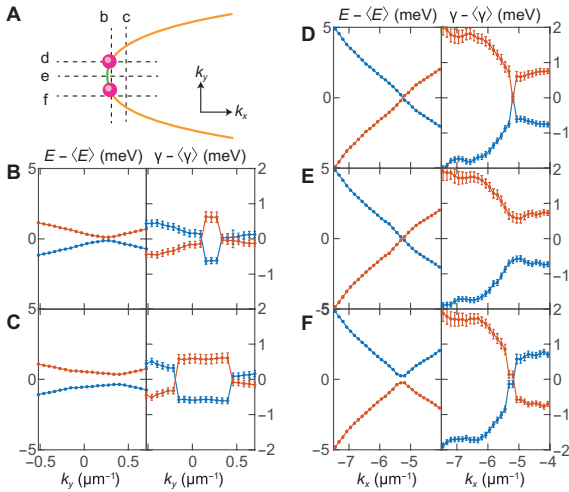 A
b c
d
e
f
k_y
k_x
E – ⟨E⟩ (meV) γ – ⟨γ⟩ (meV)
B
5
0
5
2
1
0
−1
C
0
−5
2
1
0
−1
−2
−0.5 0 0.5 0 0.5
k_y (μm⁻¹) k_y (μm⁻¹)
E – ⟨E⟩ (meV) γ – ⟨γ⟩ (meV)
D
5
0
5
2
1
0
−1
E
0
−5
2
1
0
−1
F
5
0
−5
2
1
0
−1
−2
−7 −6 −5 −7 −6 −5 −4
k_x (μm⁻¹) k_x (μm⁻¹)